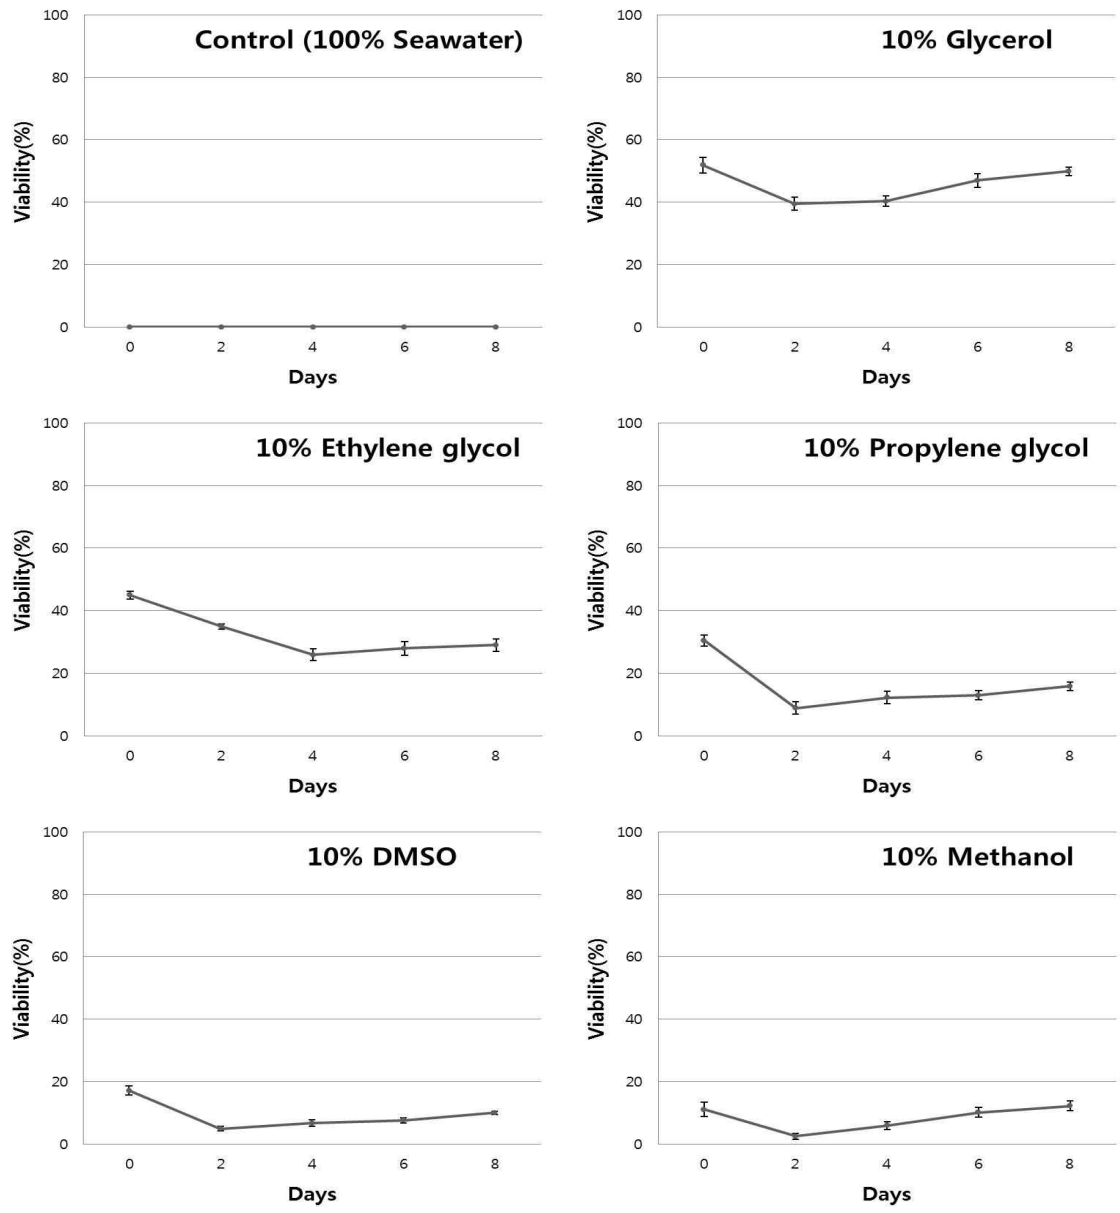 Control (100% Seawater)
Viability(%)
100
80
60
40
20
0
0 2 4 6 8
Days
10% Glycerol
Viability(%)
100
80
60
40
20
0
0 2 4 6 8
Days
10% Ethylene glycol
Viability(%)
100
80
60
40
20
0
0 2 4 6 8
Days
10% Propylene glycol
Viability(%)
100
80
60
40
20
0
0 2 4 6 8
Days
10% DMSO
Viability(%)
100
80
60
40
20
0
0 2 4 6 8
Days
10% Methanol
Viability(%)
100
80
60
40
20
0
0 2 4 6 8
Days